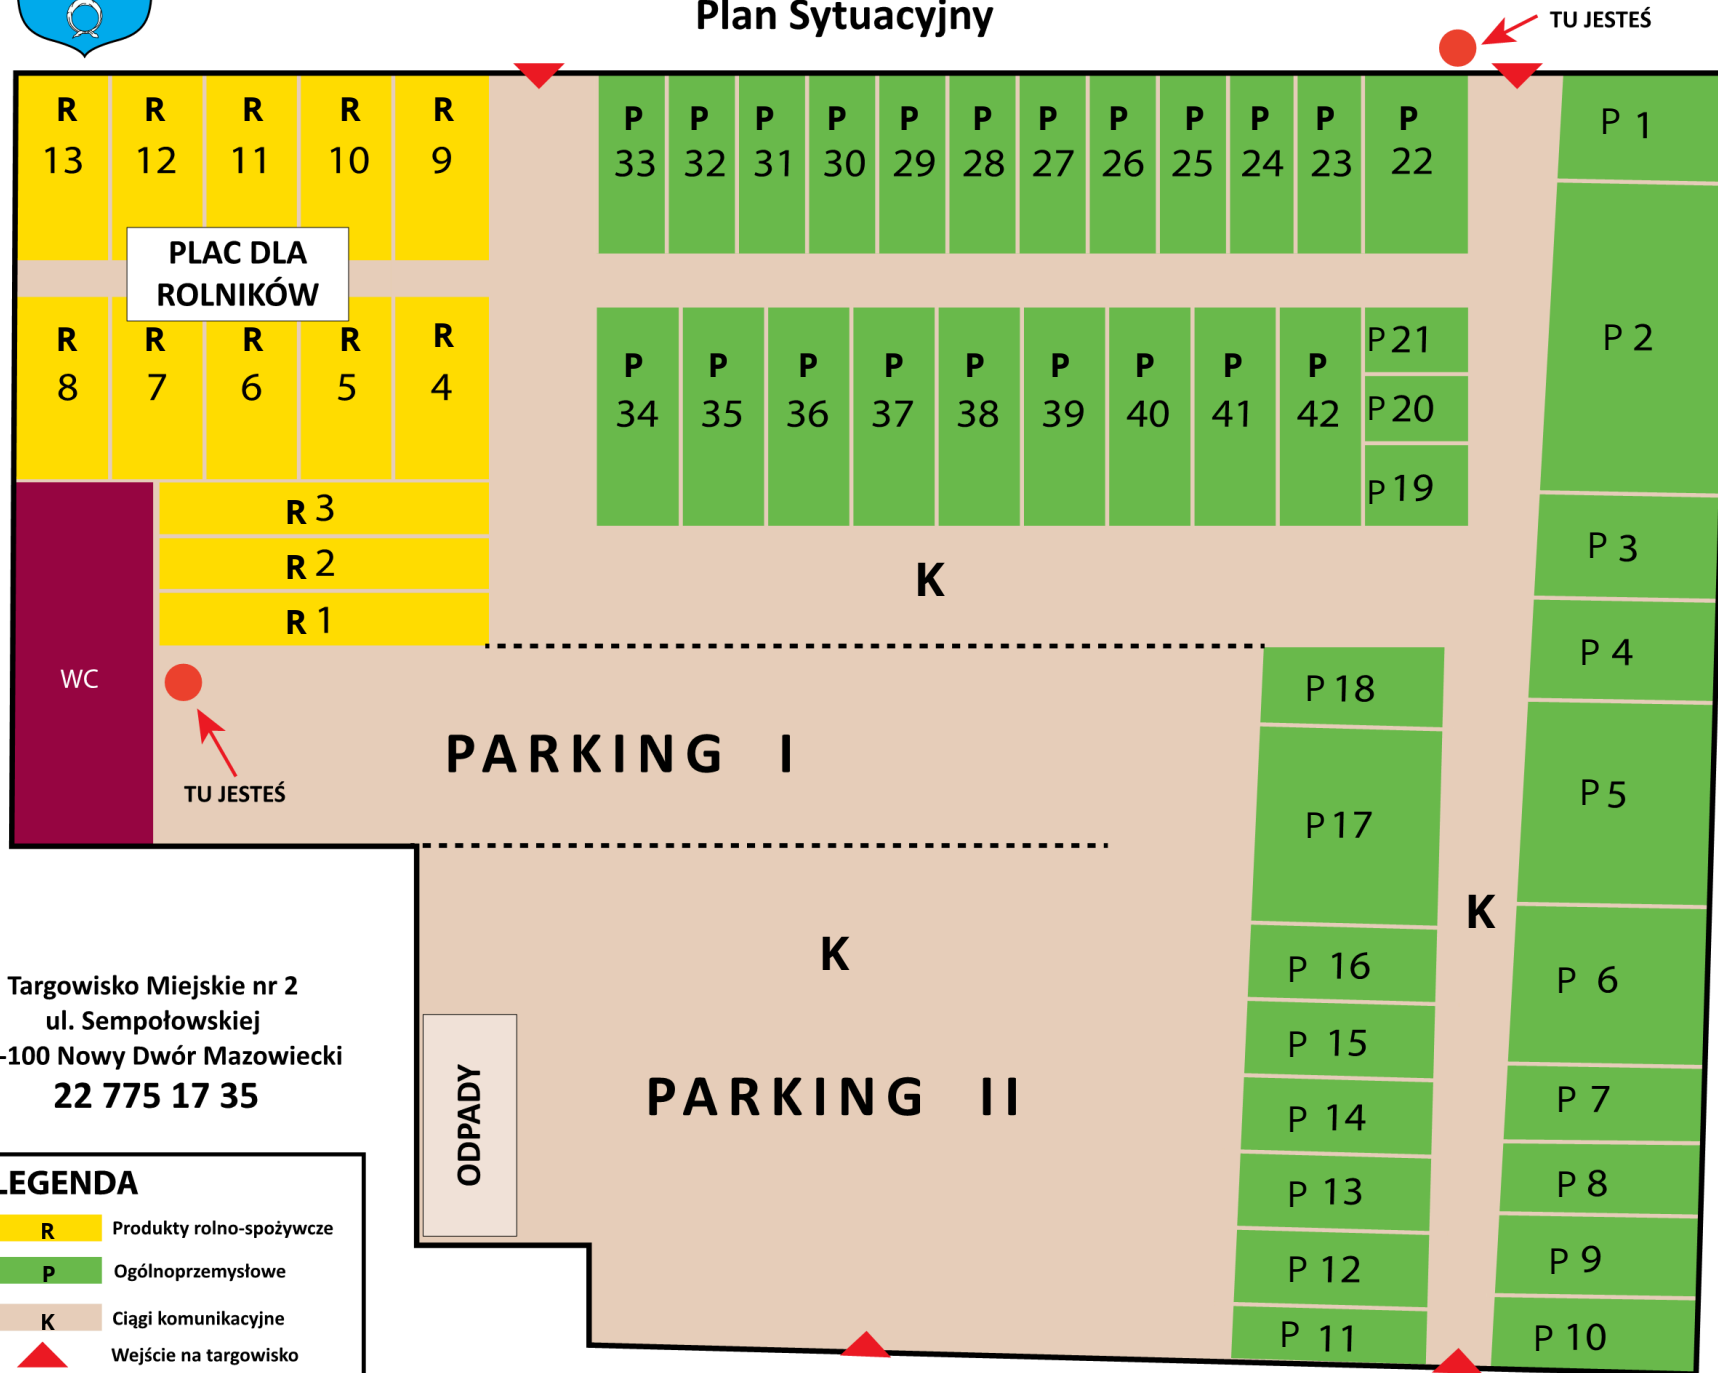 Plan Sytuacyjny
TU JESTEŚ
R R R R R
13 12 11 10 9
P P P P P P P P P P P P
33 32 31 30 29 28 27 26 25 24 23 22
P 1
PLAC DLA
ROLNIKÓW
R R R R R
8 7 6 5 4
P P P P P P P P P
34 35 36 37 38 39 40 41 42
P 21
P 20
P 19
P 2
R 3
R 2
R 1
K
P 3
P 4
WC
TU JESTEŚ
PARKING I
P 18
P 17
P 5
K
K
P 16
P 6
P 15
PARKING II
ODPADY
P 14
P 7
P 13
P 8
P 12
P 9
P 11
P 10
Targowisko Miejskie nr 2
ul. Sempołowskiej
-100 Nowy Dwór Mazowiecki
22 775 17 35
LEGENDA
R Produkty rolno-spożywcze
P Ogólnoprzemysłowe
K Ciągi komunikacyjne
Wejście na targowisko